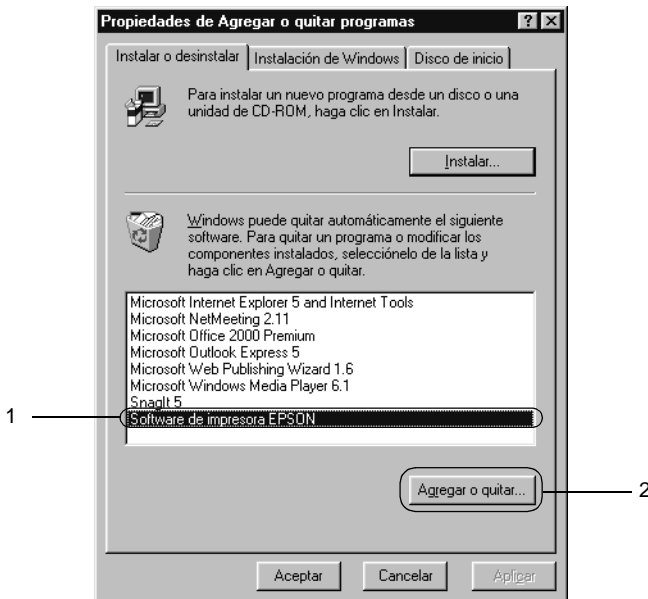 Propiedades de Agregar o quitar programas
Instalar o desinstalar Instalación de Windows Disco de inicio
Para instalar un nuevo programa desde un disco o una
unidad de CD-ROM, haga clic en Instalar.
Instalar...
Windows puede quitar automáticamente el siguiente
software. Para quitar un programa o modificar los
componentes instalados, selecciónelo de la lista y
haga clic en Agregar o quitar.
Microsoft Internet Explorer 5 and Internet Tools
Microsoft NetMeeting 2.11
Microsoft Office 2000 Premium
Microsoft Outlook Express 5
Microsoft Web Publishing Wizard 1.6
Microsoft Windows Media Player 6.1
SnagIt 5
1 Software de impresora EPSON
Agregar o quitar... 2
Aceptar Cancelar Aplicar